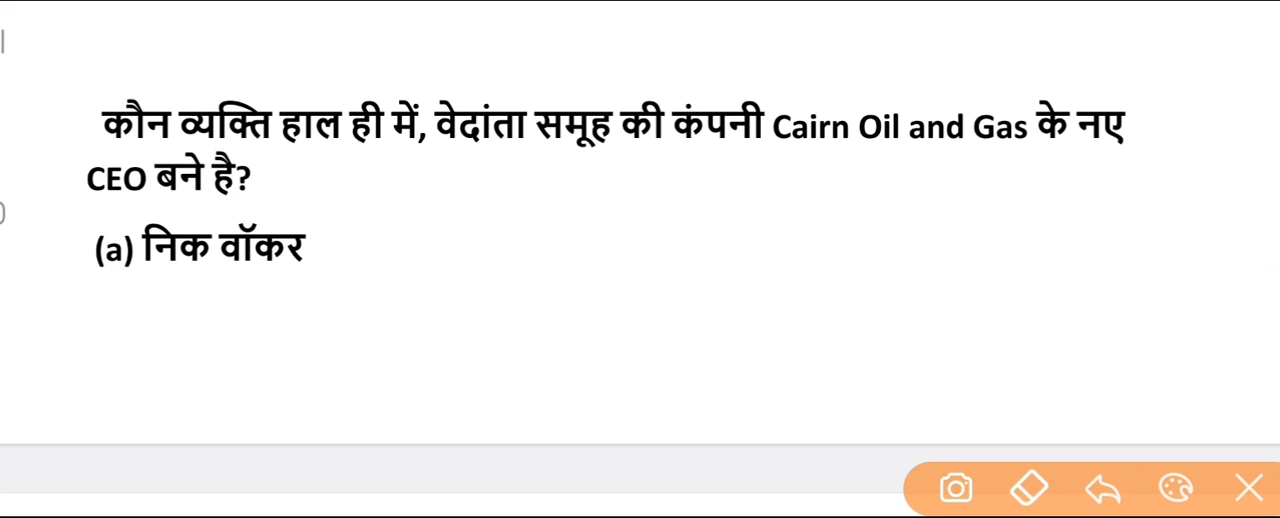 कौन व्यक्ति हाल ही में, वेदांता समूह की कंपनी Cairn Oil and Gas के नए
CEO बने है?
(a) निक वॉकर